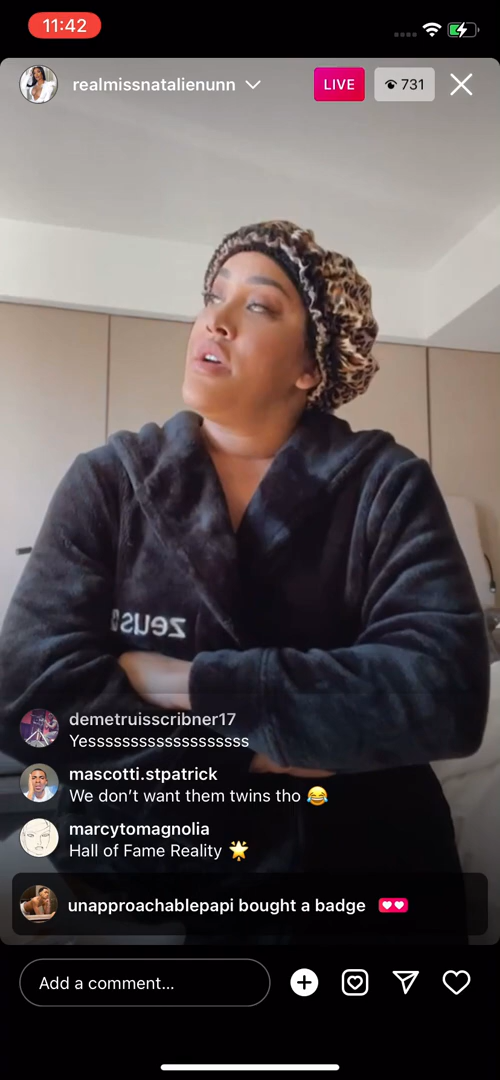 11:42
realmissnatalienunn
LIVE
731
zeus
demetruisscribner17
Yesssssssssssssssssss
mascotti.stpatrick
We don’t want them twins tho 😂
marcytomagnolia
Hall of Fame Reality 🌟
unapproachablepapi bought a badge
Add a comment...